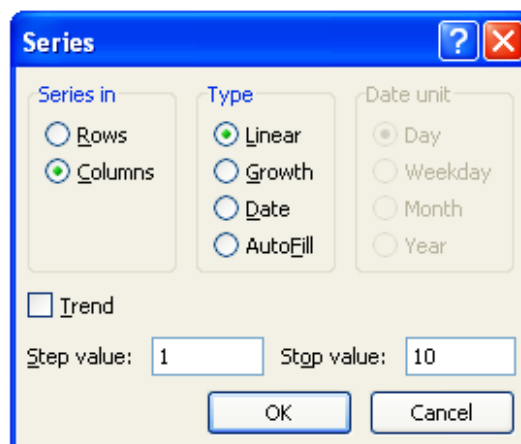 Series
Series in
Rows
Columns
Type
Linear
Growth
Date
AutoFill
Date unit
Day
Weekday
Month
Year
Trend
Step value: 1 Stop value: 10
OK Cancel